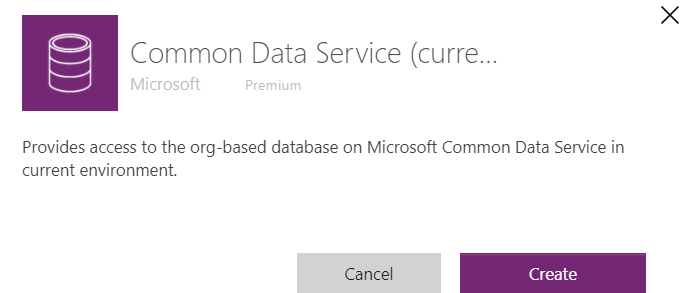 Common Data Service (curre...
Microsoft Premium
Provides access to the org-based database on Microsoft Common Data Service in
current environment.
Cancel Create